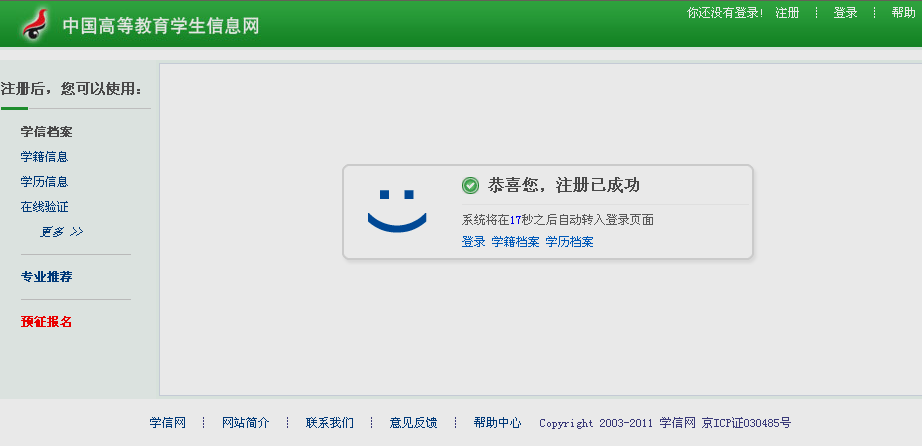 中国高等教育学生信息网
你还没有登录! 注册 ┊ 登录 ┊ 帮助
注册后，您可以使用：
学信档案
学籍信息
学历信息
在线验证
更多 >>
专业推荐
预征报名
恭喜您，注册已成功
系统将在17秒之后自动转入登录页面
登录 学籍档案 学历档案
学信网 ┊ 网站简介 ┊ 联系我们 ┊ 意见反馈 ┊ 帮助中心 Copyright 2003-2011 学信网 京ICP证030485号